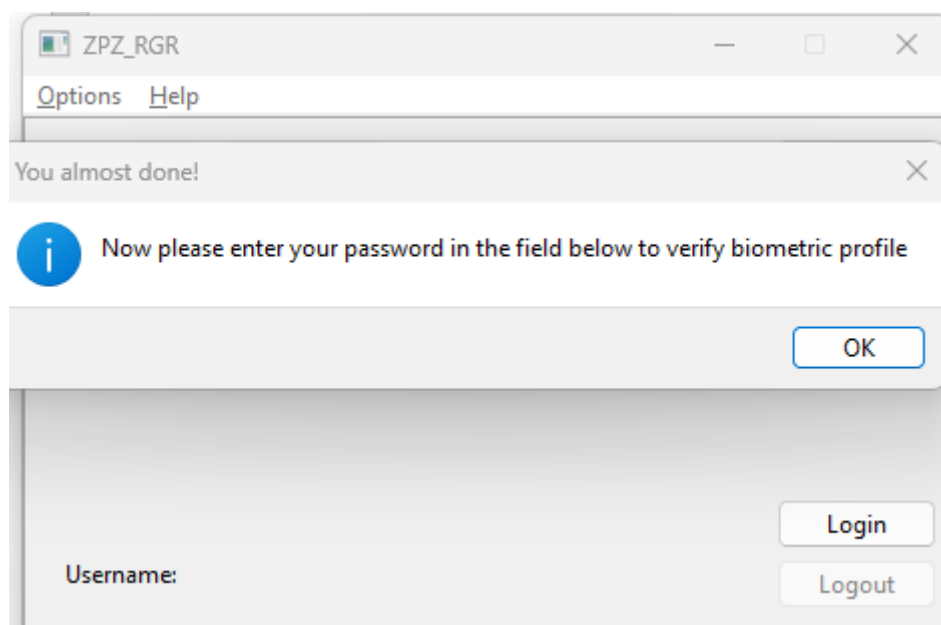 ZPZ_RGR
Options Help
You almost done!
Now please enter your password in the field below to verify biometric profile
OK
Login
Username:
Logout